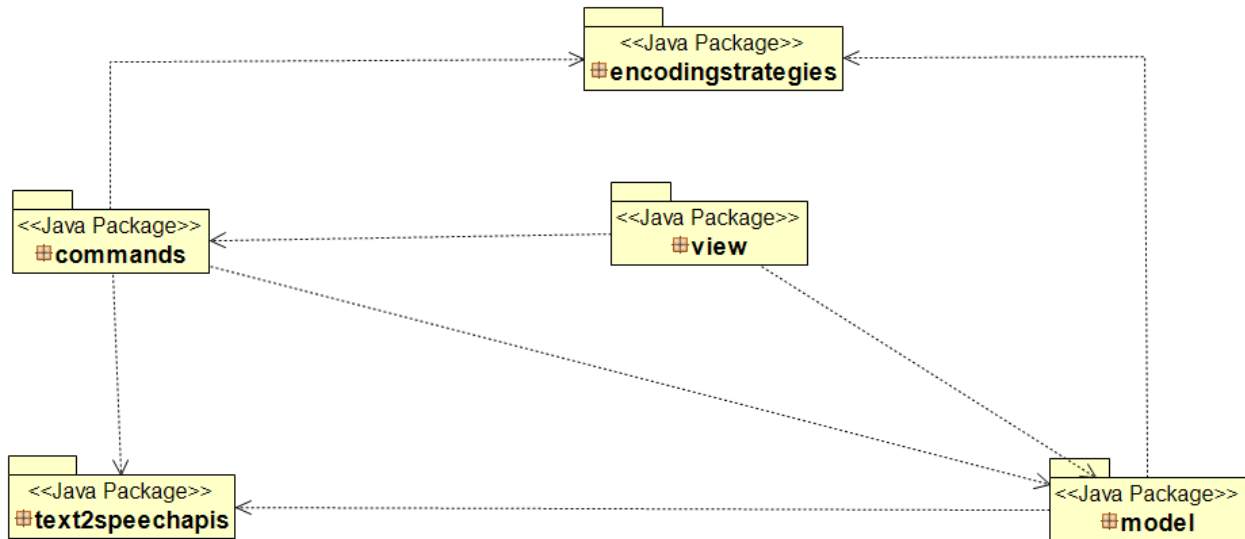 <<Java Package>>
encodingstrategies
<<Java Package>>
commands
<<Java Package>>
view
<<Java Package>>
text2speechapis
<<Java Package>>
model